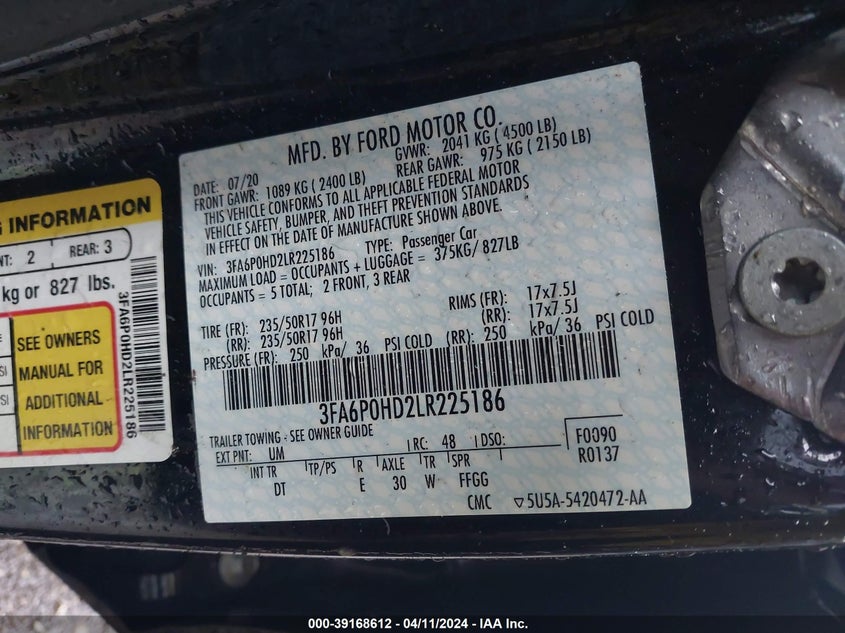 G INFORMATION
NT: 2 REAR: 3
kg or 827 lbs.
SEE OWNERS
MANUAL FOR
ADDITIONAL
INFORMATION
3FA6P0HD2LR225186
MFD. BY FORD MOTOR CO.
DATE: 07/20 GVWR: 2041 KG ( 4500 LB)
FRONT GAWR: 1089 KG ( 2400 LB) REAR GAWR: 975 KG ( 2150 LB)
THIS VEHICLE CONFORMS TO ALL APPLICABLE FEDERAL MOTOR
VEHICLE SAFETY, BUMPER, AND THEFT PREVENTION STANDARDS
IN EFFECT ON THE DATE OF MANUFACTURE SHOWN ABOVE.
VIN: 3FA6P0HD2LR225186 TYPE: Passenger Car
MAXIMUM LOAD = OCCUPANTS + LUGGAGE = 375KG/ 827LB
OCCUPANTS = 5 TOTAL; 2 FRONT, 3 REAR
TIRE (FR): 235/50R17 96H RIMS (FR): 17x7.5J
(RR): 235/50R17 96H (RR): 17x7.5J
PRESSURE (FR): 250 kPa/ 36 PSI COLD (RR): 250 kPa/ 36 PSI COLD
3FA6P0HD2LR225186
TRAILER TOWING - SEE OWNER GUIDE
EXT PNT: UM RC: 48 DSO: F0090
R0137
INT TR TP/PS R AXLE TR SPR
DT E 30 W FFGG
CMC ▽5U5A-5420472-AA
000-39168612 - 04/11/2024 - IAA Inc.